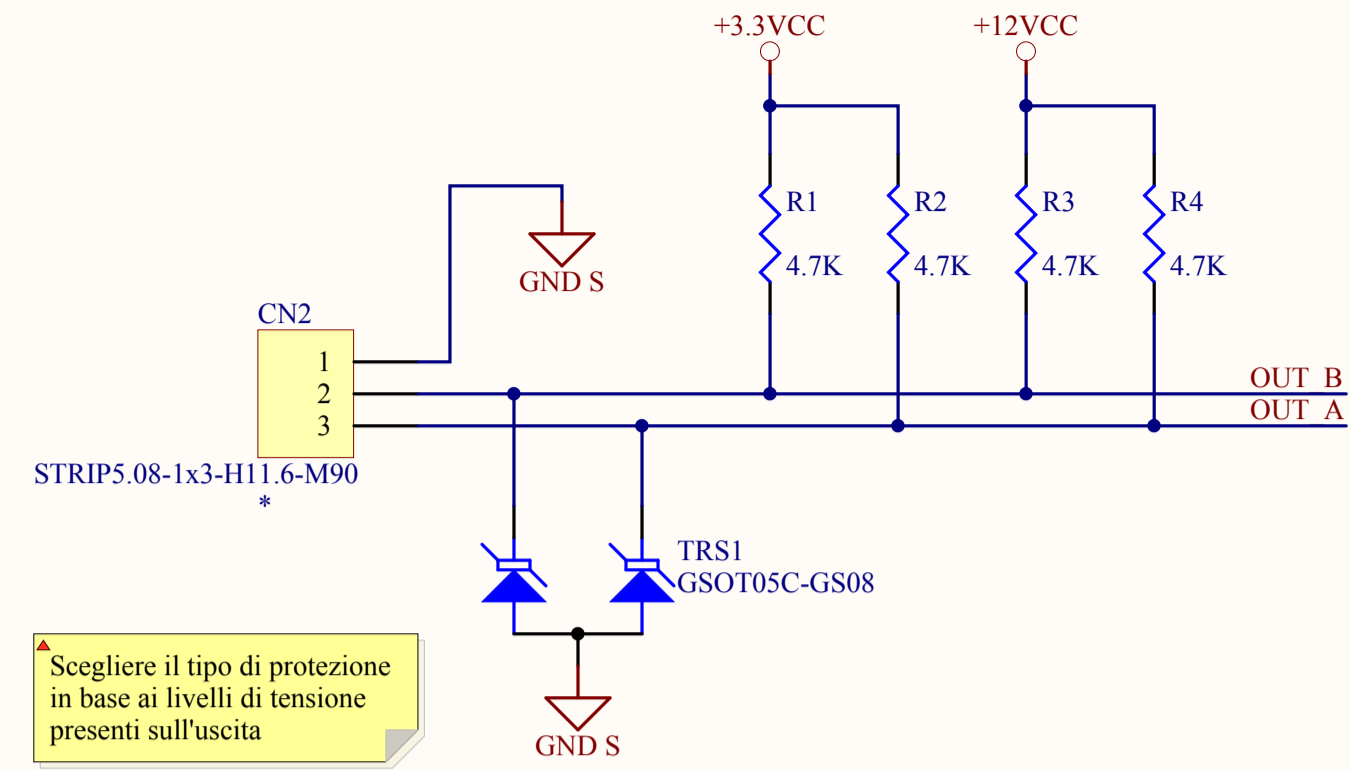 +3.3VCC
+12VCC
R1
R2
R3
R4
4.7K
4.7K
4.7K
4.7K
GND S
CN2
1
2
3
OUT B
OUT A
STRIP5.08-1x3-H11.6-M90
*
TRS1
GSOT05C-GS08
Scegliere il tipo di protezione
in base ai livelli di tensione
presenti sull'uscita
GND S